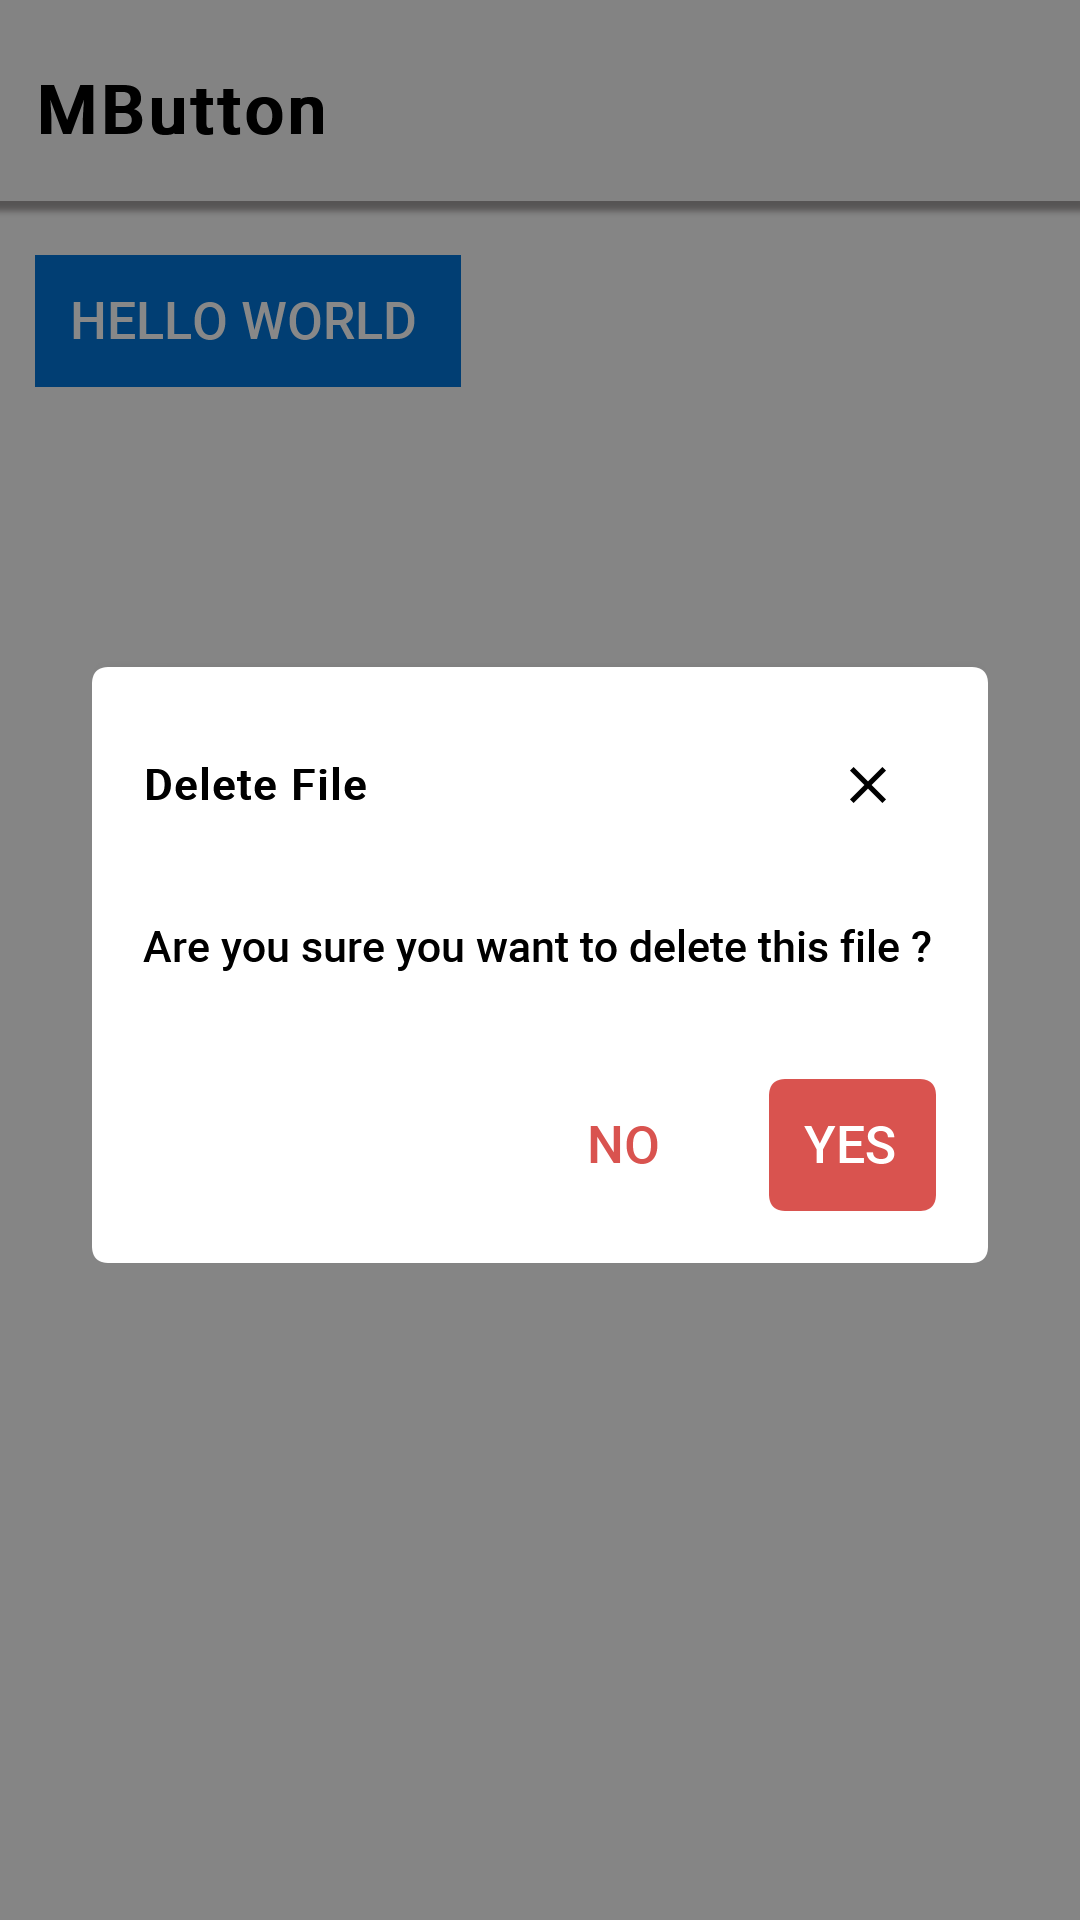 MButton
HELLO WORLD
Delete File
Are you sure you want to delete this file ?
NO
YES